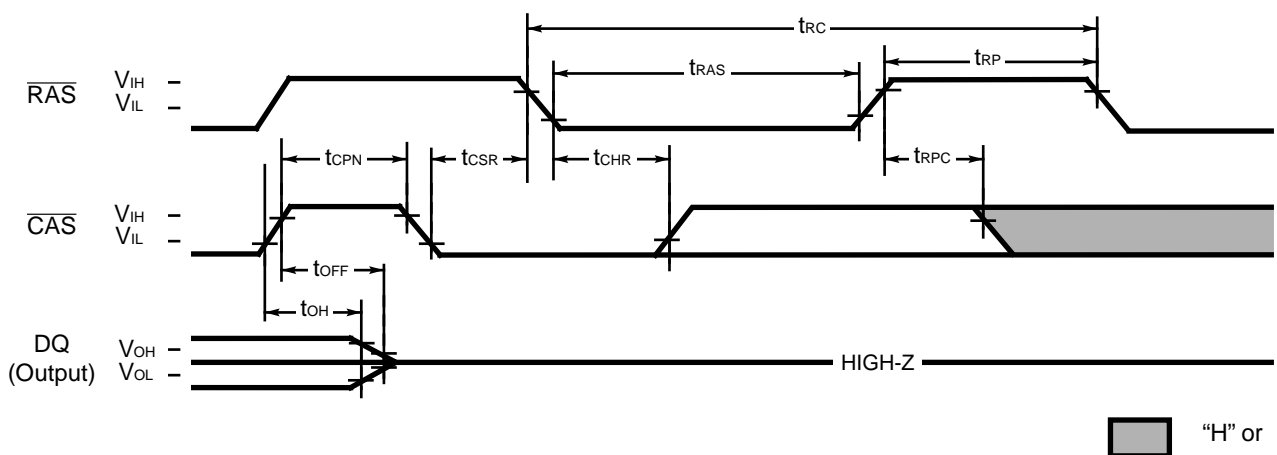 tRC
RAS
VIH
VIL
tRAS
tRP
tCPN
tCSR
tCHR
tRPC
CAS
VIH
VIL
tOFF
tOH
DQ
(Output)
VOH
VOL
HIGH-Z
“H” or